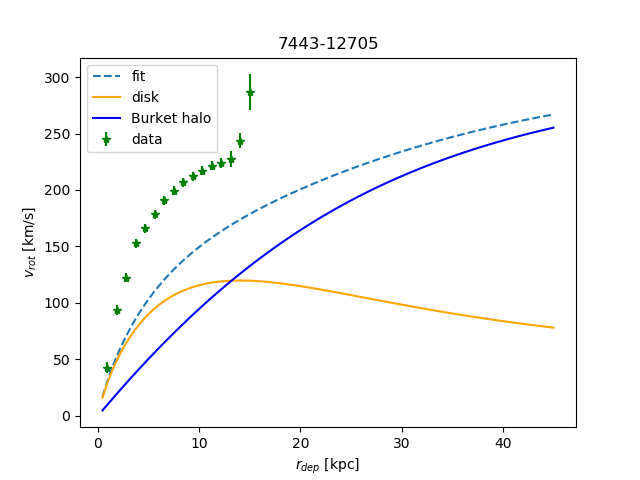 7443-12705
fit
disk
Burket halo
data
300
250
200
150
100
50
0
v_rot [km/s]
0 10 20 30 40
r_dep [kpc]